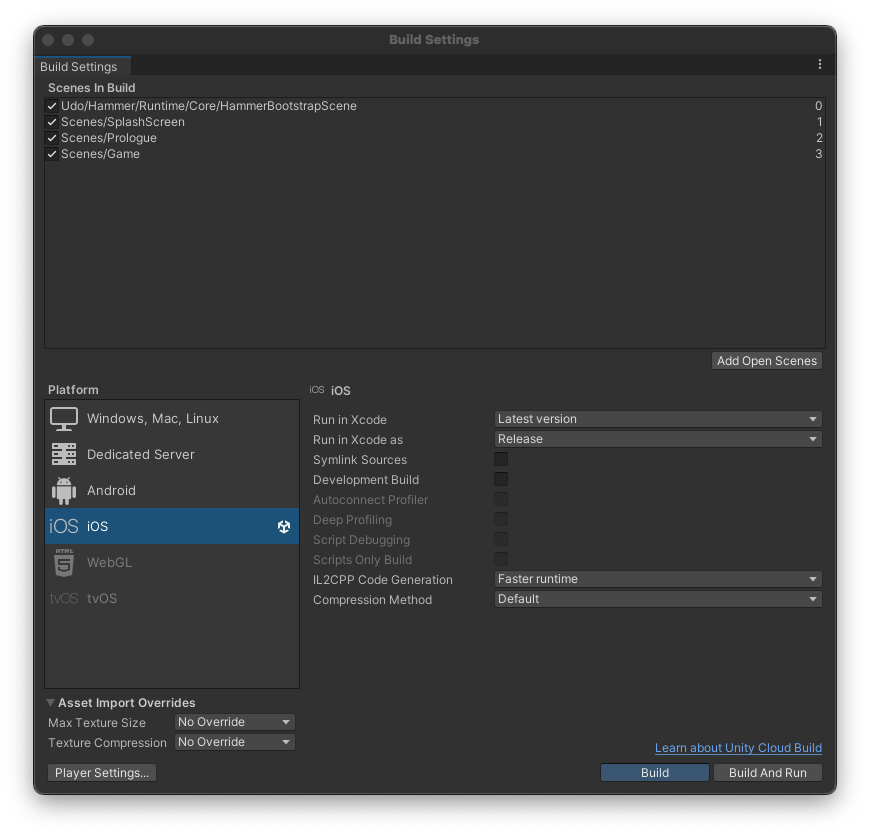 Build Settings
Build Settings
Scenes In Build
Udo/Hammer/Runtime/Core/HammerBootstrapScene 0
Scenes/SplashScreen 1
Scenes/Prologue 2
Scenes/Game 3
Add Open Scenes
Platform
Windows, Mac, Linux
Dedicated Server
Android
iOS iOS
HTML 5 WebGL
tvOS tvOS
iOS iOS
Run in Xcode Latest version
Run in Xcode as Release
Symlink Sources
Development Build
Autoconnect Profiler
Deep Profiling
Script Debugging
Scripts Only Build
IL2CPP Code Generation Faster runtime
Compression Method Default
Asset Import Overrides
Max Texture Size No Override
Texture Compression No Override
Learn about Unity Cloud Build
Player Settings... Build Build And Run